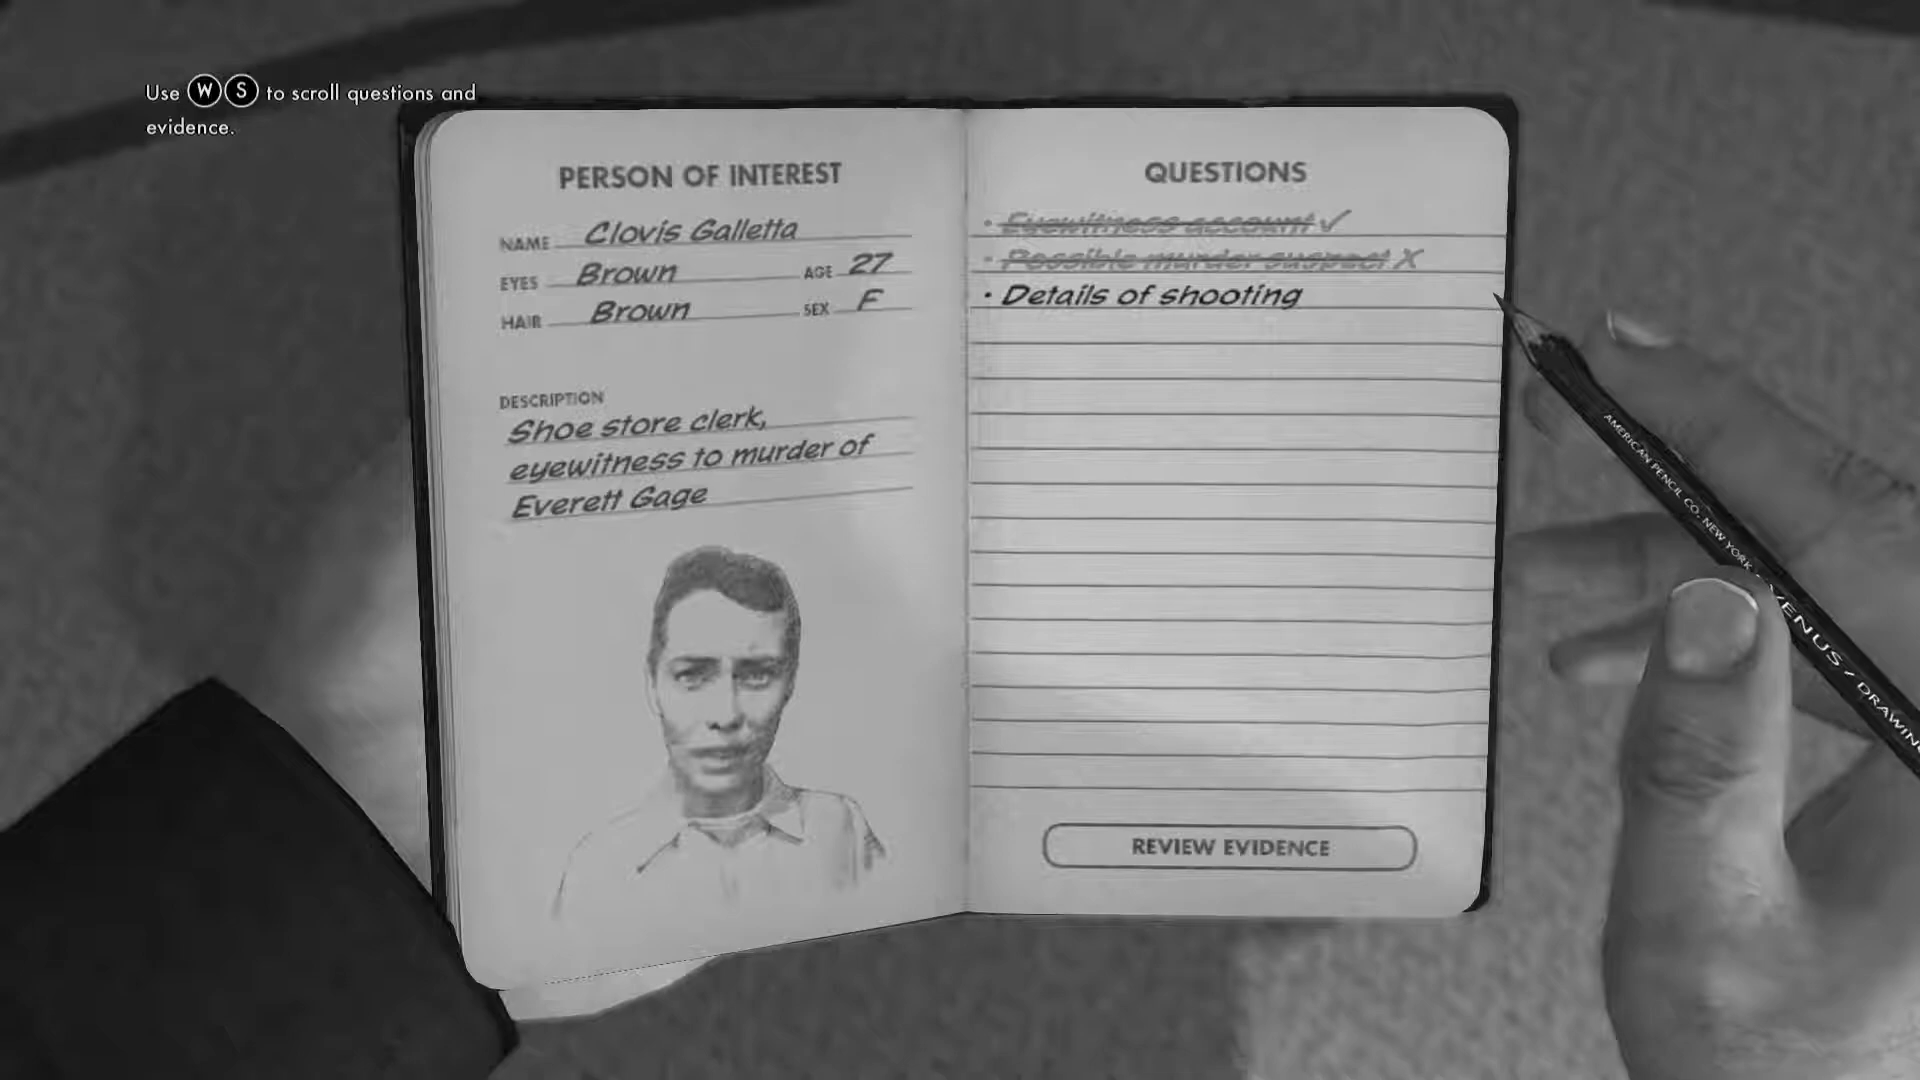 Use W S to scroll questions and
evidence.
PERSON OF INTEREST
NAME Clovis Galletta
EYES Brown AGE 27
HAIR Brown SEX F
DESCRIPTION
Shoe store clerk,
eyewitness to murder of
Everett Gage
QUESTIONS
• Eyewitness account ✓
• Possible murder suspect X
• Details of shooting
REVIEW EVIDENCE
AMERICAN PENCIL CO. NEW YORK VENUS / DRAWING